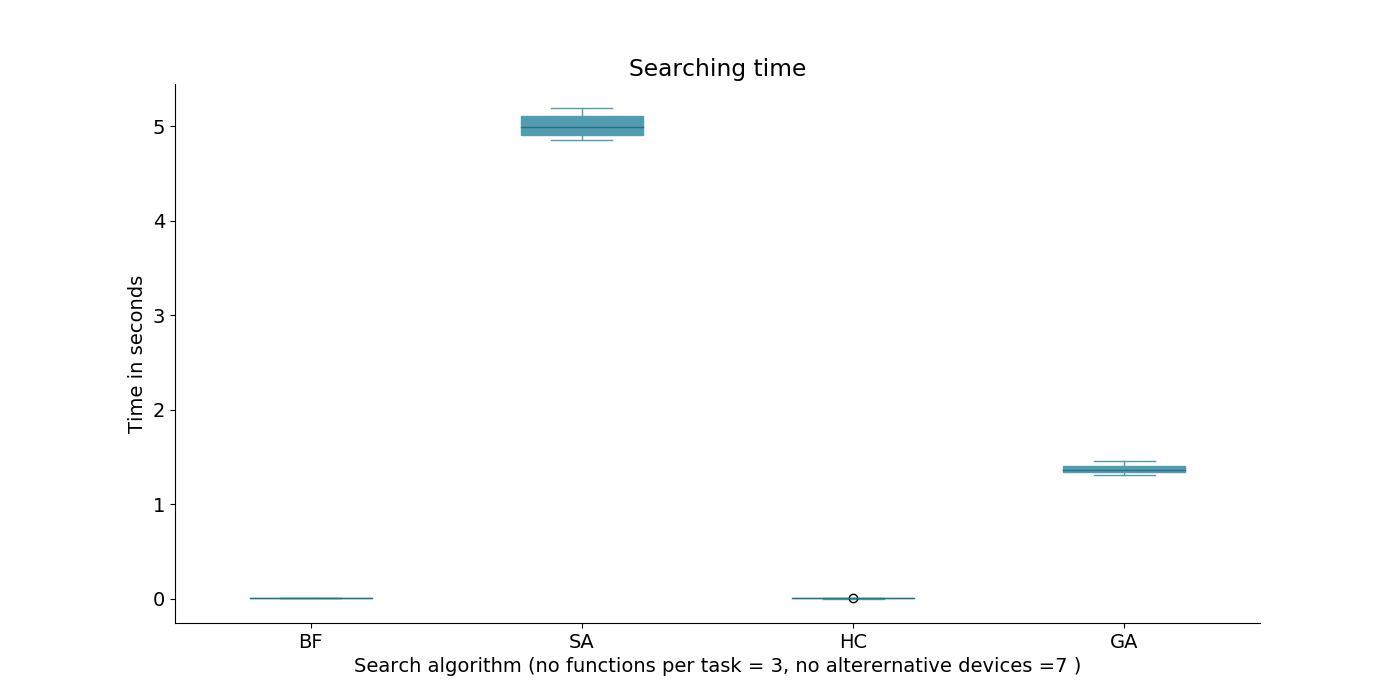 Searching time
5
4
3
2
1
0
Time in seconds
BF SA HC GA
Search algorithm (no functions per task = 3, no alterernative devices =7 )